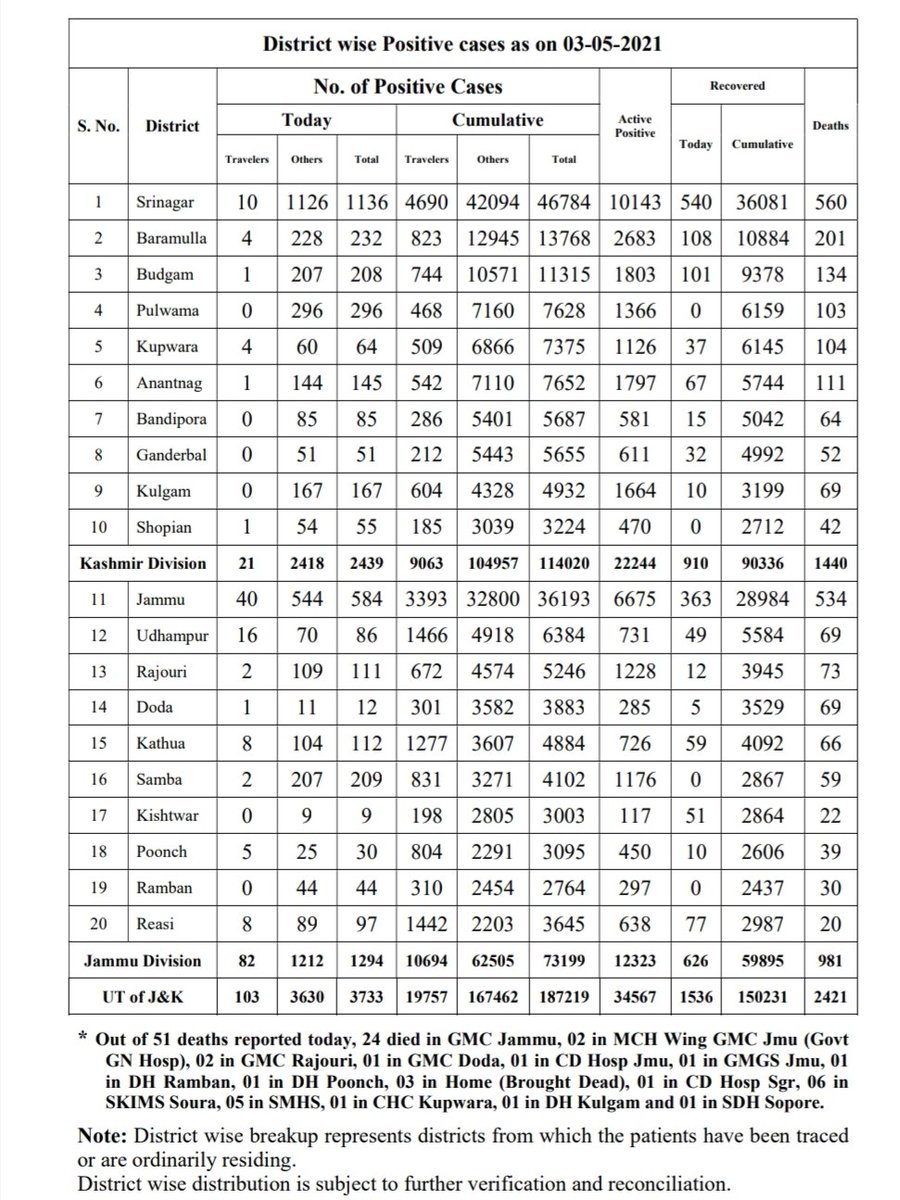 District wise Positive cases as on 03-05-2021
S. No. District No. of Positive Cases Active Positive Recovered Deaths
Today Cumulative Today Cumulative
Travelers Others Total Travelers Others Total
1 Srinagar 10 1126 1136 4690 42094 46784 10143 540 36081 560
2 Baramulla 4 228 232 823 12945 13768 2683 108 10884 201
3 Budgam 1 207 208 744 10571 11315 1803 101 9378 134
4 Pulwama 0 296 296 468 7160 7628 1366 0 6159 103
5 Kupwara 4 60 64 509 6866 7375 1126 37 6145 104
6 Anantnag 1 144 145 542 7110 7652 1797 67 5744 111
7 Bandipora 0 85 85 286 5401 5687 581 15 5042 64
8 Ganderbal 0 51 51 212 5443 5655 611 32 4992 52
9 Kulgam 0 167 167 604 4328 4932 1664 10 3199 69
10 Shopian 1 54 55 185 3039 3224 470 0 2712 42
Kashmir Division 21 2418 2439 9063 104957 114020 22244 910 90336 1440
11 Jammu 40 544 584 3393 32800 36193 6675 363 28984 534
12 Udhampur 16 70 86 1466 4918 6384 731 49 5584 69
13 Rajouri 2 109 111 672 4574 5246 1228 12 3945 73
14 Doda 1 11 12 301 3582 3883 285 5 3529 69
15 Kathua 8 104 112 1277 3607 4884 726 59 4092 66
16 Samba 2 207 209 831 3271 4102 1176 0 2867 59
17 Kishtwar 0 9 9 198 2805 3003 117 51 2864 22
18 Poonch 5 25 30 804 2291 3095 450 10 2606 39
19 Ramban 0 44 44 310 2454 2764 297 0 2437 30
20 Reasi 8 89 97 1442 2203 3645 638 77 2987 20
Jammu Division 82 1212 1294 10694 62505 73199 12323 626 59895 981
UT of J&K 103 3630 3733 19757 167462 187219 34567 1536 150231 2421
* Out of 51 deaths reported today, 24 died in GMC Jammu, 02 in MCH Wing GMC Jmu (Govt
GN Hosp), 02 in GMC Rajouri, 01 in GMC Doda, 01 in CD Hosp Jmu, 01 in GMGS Jmu, 01
in DH Ramban, 01 in DH Poonch, 03 in Home (Brought Dead), 01 in CD Hosp Sgr, 06 in
SKIMS Soura, 05 in SMHS, 01 in CHC Kupwara, 01 in DH Kulgam and 01 in SDH Sopore.
Note: District wise breakup represents districts from which the patients have been traced
or are ordinarily residing.
District wise distribution is subject to further verification and reconciliation.